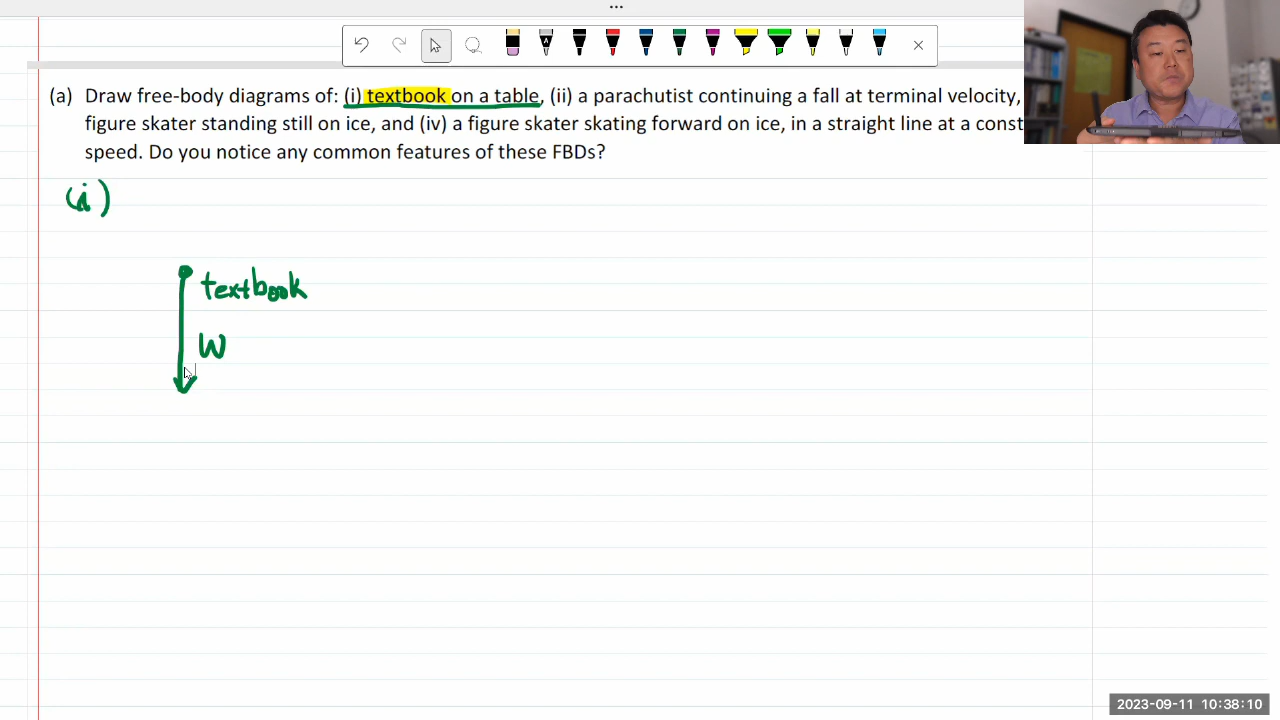 (a) Draw free-body diagrams of: (i) textbook on a table, (ii) a parachutist continuing a fall at terminal velocity,
figure skater standing still on ice, and (iv) a figure skater skating forward on ice, in a straight line at a const
speed. Do you notice any common features of these FBDs?
(i)
textbook
W
2023-09-11 10:38:10